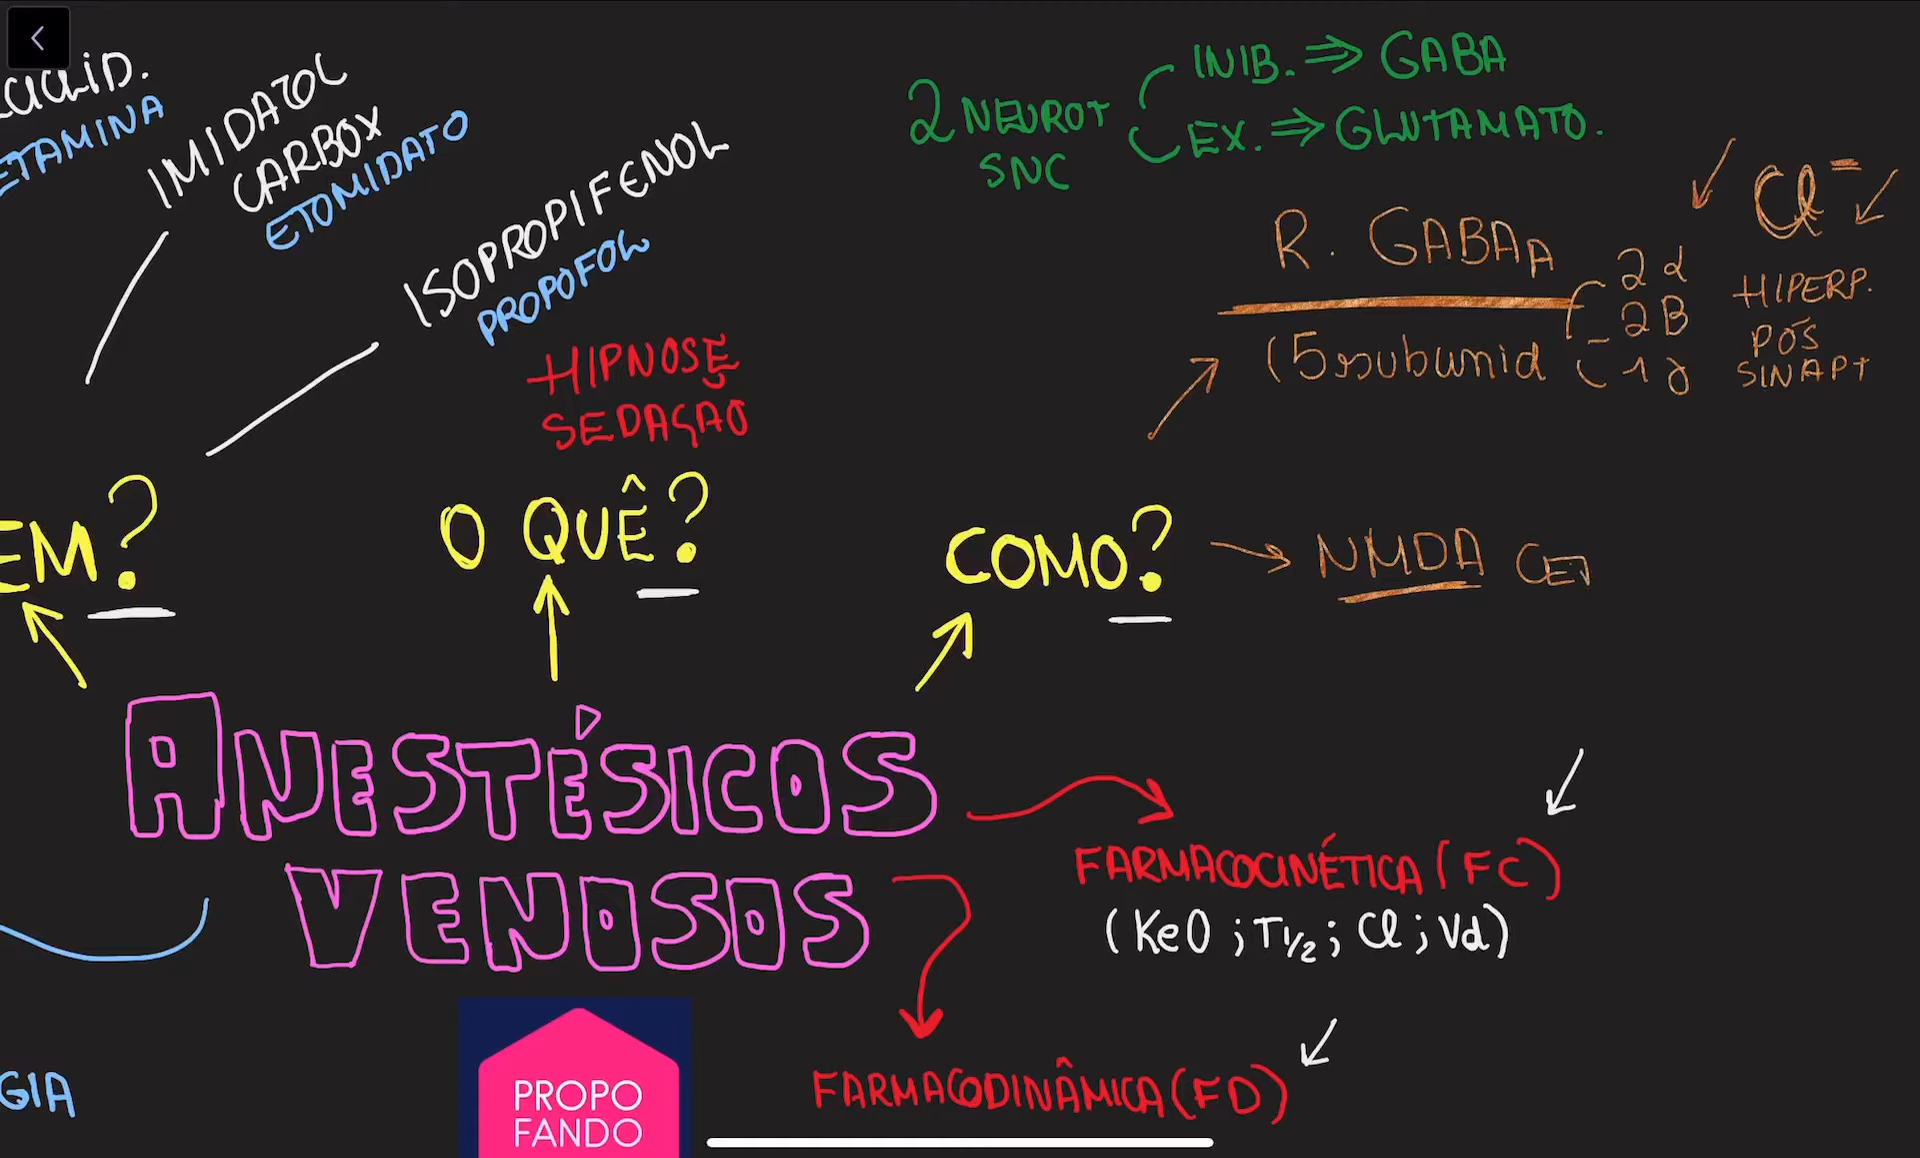 IMIDAZOL
CARBOX
ETOMIDATO
ISOPROPIFENOL
PROPOFOL
HIPNOSE
SEDAÇÃO
2 NEUROT
SNC
INIB. ⇒ GABA
EX. ⇒ GLUTAMATO.
R. GABAA
(5 subunid
2α
2B
1γ
Cl-
HIPERP.
PÓS
SINAPT
EM?
O QUÊ?
COMO?
NMDA CET
ANESTÉSICOS
VENOSOS
FARMACOCINÉTICA (FC)
(Ke0 ; T1/2 ; Cl ; Vd)
FARMACODINÂMICA (FD)
GIA
PROPO
FANDO